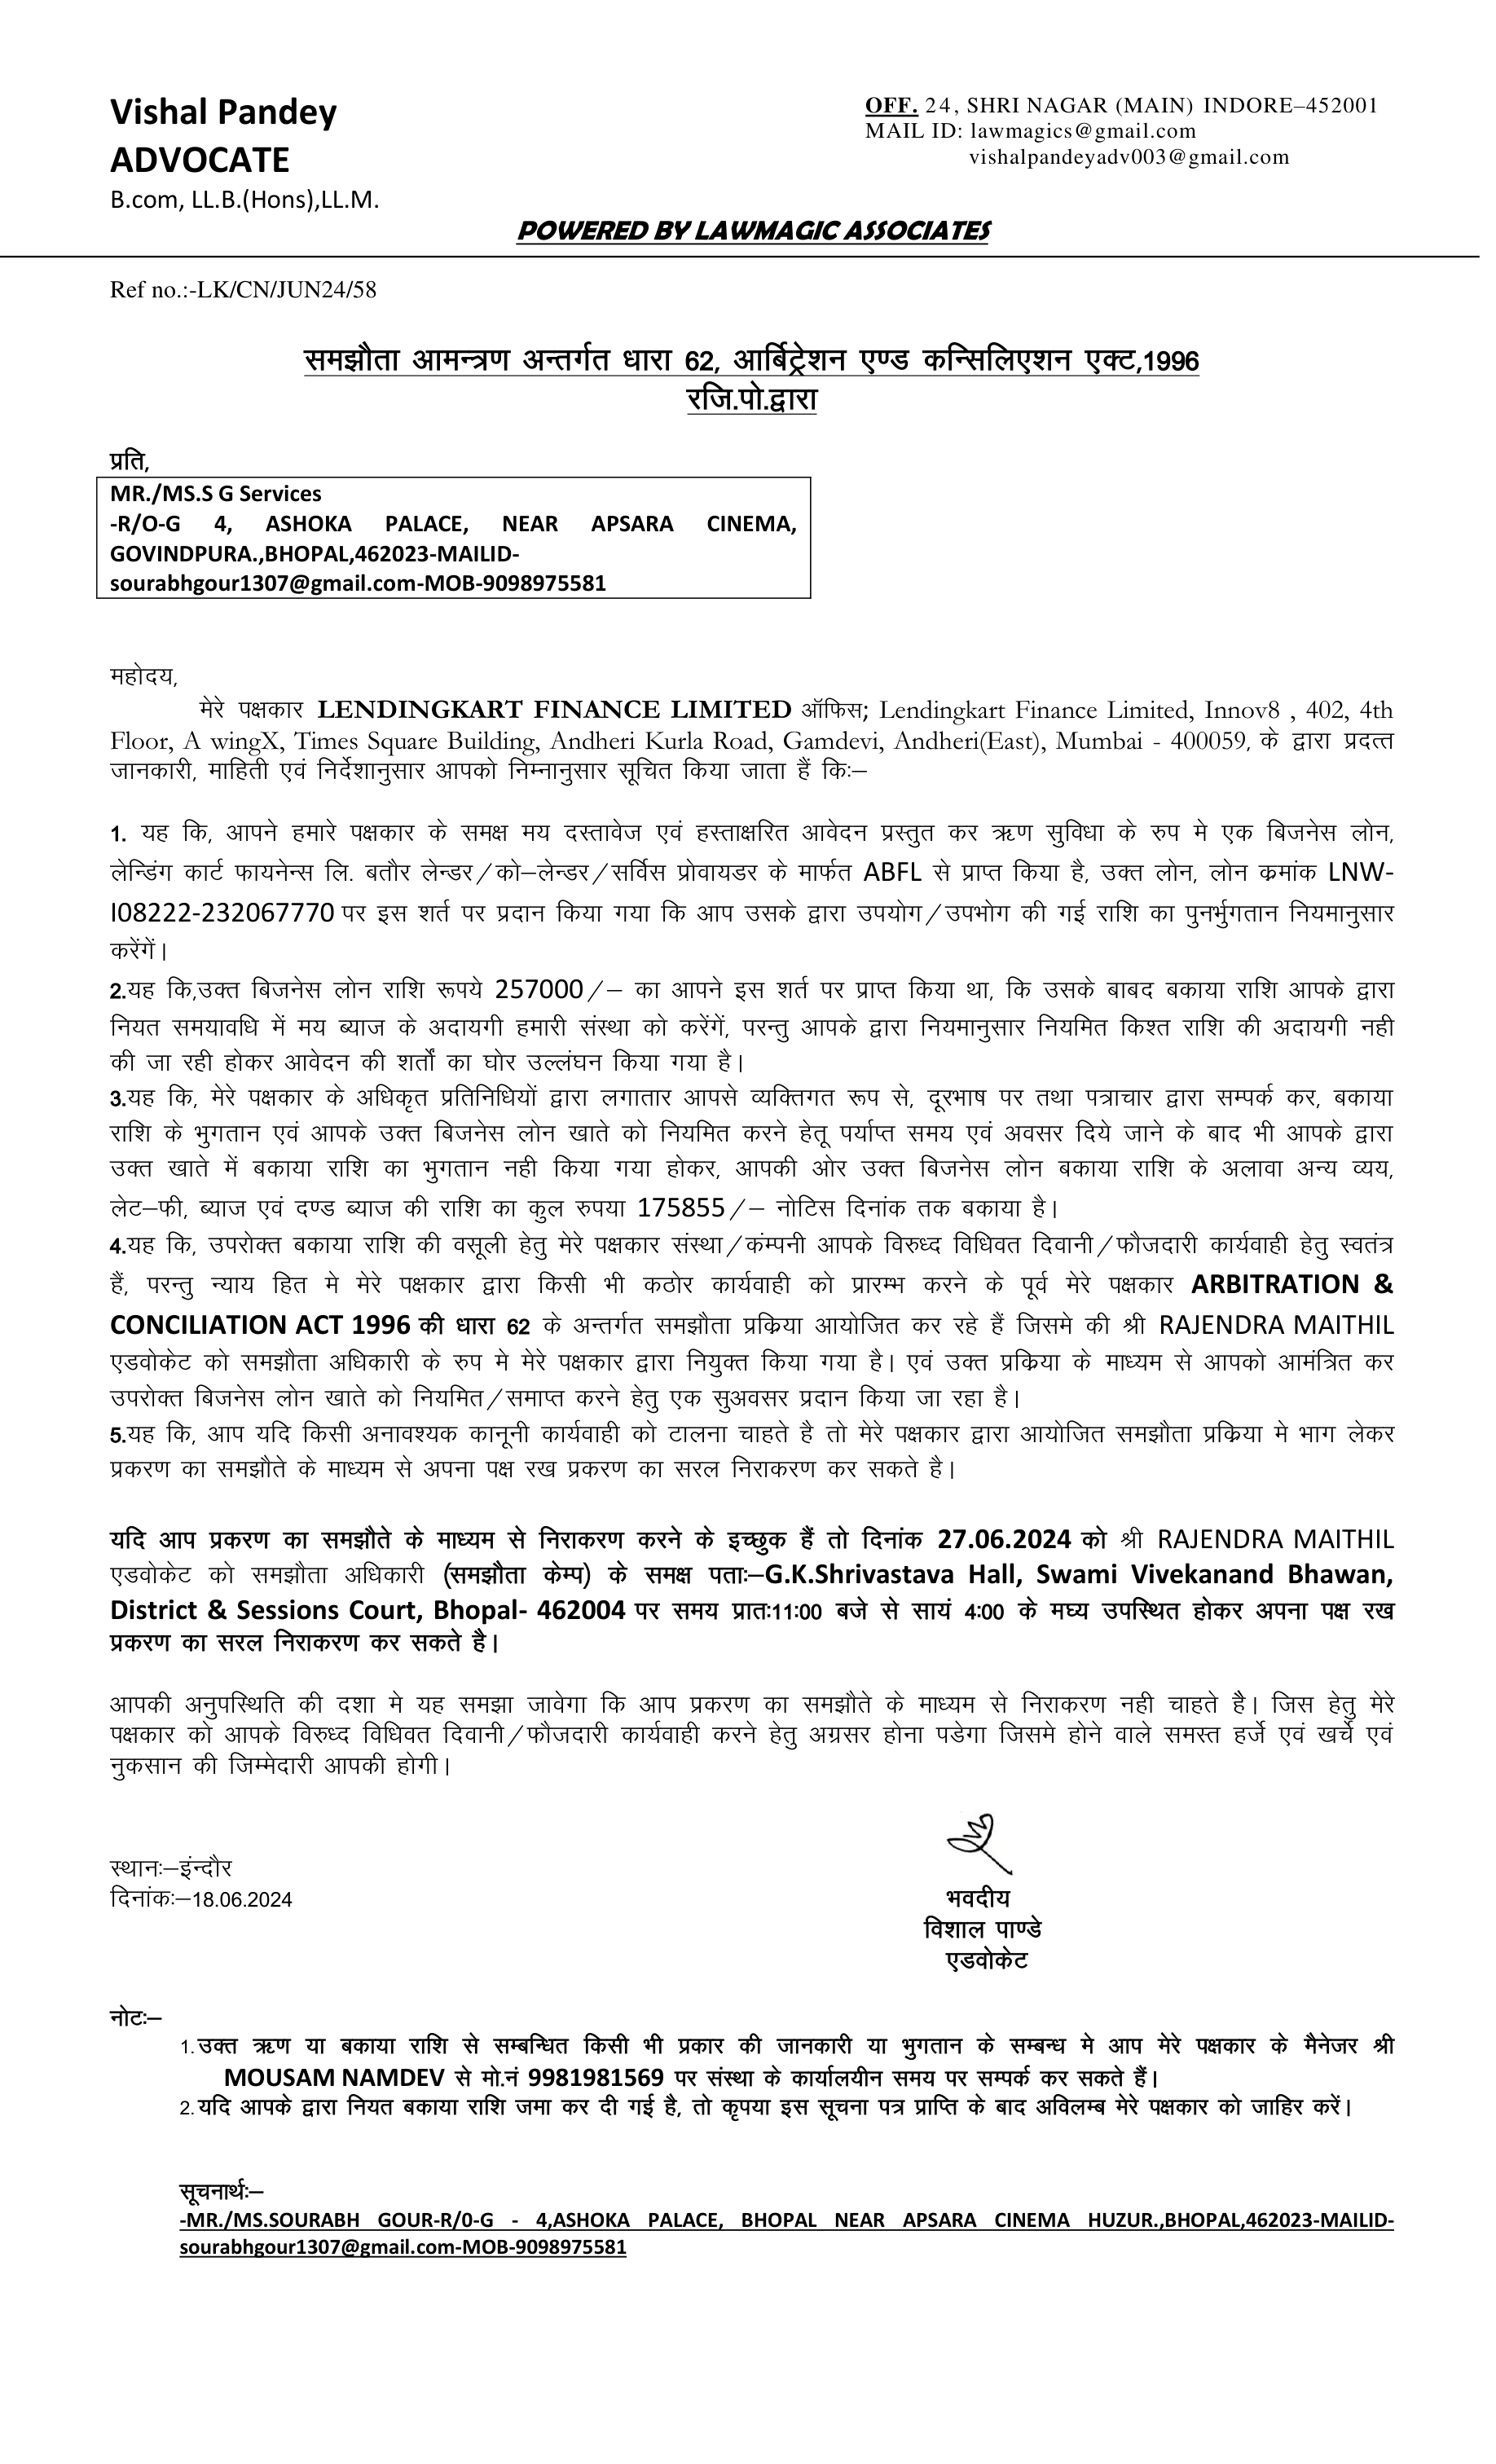 Vishal Pandey
ADVOCATE
B.com, LL.B.(Hons),LL.M.
OFF. 24, SHRI NAGAR (MAIN) INDORE–452001
MAIL ID: lawmagics@gmail.com
vishalpandeyadv003@gmail.com
POWERED BY LAWMAGIC ASSOCIATES
Ref no.:-LK/CN/JUN24/58
समझौता आमन्त्रण अन्तर्गत धारा 62, आर्बिट्रेशन एण्ड कन्सिलिएशन एक्ट,1996
रजि.पो.द्वारा
प्रति,
MR./MS.S G Services
-R/O-G 4, ASHOKA PALACE, NEAR APSARA CINEMA,
GOVINDPURA.,BHOPAL,462023-MAILID-
sourabhgour1307@gmail.com-MOB-9098975581
महोदय,
मेरे पक्षकार LENDINGKART FINANCE LIMITED ऑफिस; Lendingkart Finance Limited, Innov8 , 402, 4th
Floor, A wingX, Times Square Building, Andheri Kurla Road, Gamdevi, Andheri(East), Mumbai - 400059, के द्वारा प्रदत्त
जानकारी, माहिती एवं निर्देशानुसार आपको निम्नानुसार सूचित किया जाता हैं किः–
1. यह कि, आपने हमारे पक्षकार के समक्ष मय दस्तावेज एवं हस्ताक्षरित आवेदन प्रस्तुत कर ऋण सुविधा के रुप मे एक बिजनेस लोन,
लेन्डिंग कार्ट फायनेन्स लि. बतौर लेन्डर/को–लेन्डर/सर्विस प्रोवायडर के मार्फत ABFL से प्राप्त किया है, उक्त लोन, लोन क्रमांक LNW-
I08222-232067770 पर इस शर्त पर प्रदान किया गया कि आप उसके द्वारा उपयोग/उपभोग की गई राशि का पुनर्भुगतान नियमानुसार
करेंगें।
2.यह कि,उक्त बिजनेस लोन राशि रूपये 257000/– का आपने इस शर्त पर प्राप्त किया था, कि उसके बाबद बकाया राशि आपके द्वारा
नियत समयावधि में मय ब्याज के अदायगी हमारी संस्था को करेंगें, परन्तु आपके द्वारा नियमानुसार नियमित किश्त राशि की अदायगी नही
की जा रही होकर आवेदन की शर्तों का घोर उल्लंघन किया गया है।
3.यह कि, मेरे पक्षकार के अधिकृत प्रतिनिधियों द्वारा लगातार आपसे व्यक्तिगत रूप से, दूरभाष पर तथा पत्राचार द्वारा सम्पर्क कर, बकाया
राशि के भुगतान एवं आपके उक्त बिजनेस लोन खाते को नियमित करने हेतू पर्याप्त समय एवं अवसर दिये जाने के बाद भी आपके द्वारा
उक्त खाते में बकाया राशि का भुगतान नही किया गया होकर, आपकी ओर उक्त बिजनेस लोन बकाया राशि के अलावा अन्य व्यय,
लेट–फी, ब्याज एवं दण्ड ब्याज की राशि का कुल रुपया 175855/– नोटिस दिनांक तक बकाया है।
4.यह कि, उपरोक्त बकाया राशि की वसूली हेतु मेरे पक्षकार संस्था/कंम्पनी आपके विरुध्द विधिवत दिवानी/फौजदारी कार्यवाही हेतु स्वतंत्र
हैं, परन्तु न्याय हित मे मेरे पक्षकार द्वारा किसी भी कठोर कार्यवाही को प्रारम्भ करने के पूर्व मेरे पक्षकार ARBITRATION &
CONCILIATION ACT 1996 की धारा 62 के अन्तर्गत समझौता प्रक्रिया आयोजित कर रहे हैं जिसमे की श्री RAJENDRA MAITHIL
एडवोकेट को समझौता अधिकारी के रुप मे मेरे पक्षकार द्वारा नियुक्त किया गया है। एवं उक्त प्रक्रिया के माध्यम से आपको आमंत्रित कर
उपरोक्त बिजनेस लोन खाते को नियमित/समाप्त करने हेतु एक सुअवसर प्रदान किया जा रहा है।
5.यह कि, आप यदि किसी अनावश्यक कानूनी कार्यवाही को टालना चाहते है तो मेरे पक्षकार द्वारा आयोजित समझौता प्रक्रिया मे भाग लेकर
प्रकरण का समझौते के माध्यम से अपना पक्ष रख प्रकरण का सरल निराकरण कर सकते है।
यदि आप प्रकरण का समझौते के माध्यम से निराकरण करने के इच्छुक हैं तो दिनांक 27.06.2024 को श्री RAJENDRA MAITHIL
एडवोकेट को समझौता अधिकारी (समझौता केम्प) के समक्ष पताः–G.K.Shrivastava Hall, Swami Vivekanand Bhawan,
District & Sessions Court, Bhopal- 462004 पर समय प्रातः11:00 बजे से सायं 4:00 के मघ्य उपस्थित होकर अपना पक्ष रख
प्रकरण का सरल निराकरण कर सकते है।
आपकी अनुपस्थिति की दशा मे यह समझा जावेगा कि आप प्रकरण का समझौते के माध्यम से निराकरण नही चाहते है। जिस हेतु मेरे
पक्षकार को आपके विरुध्द विधिवत दिवानी/फौजदारी कार्यवाही करने हेतु अग्रसर होना पडेगा जिसमे होने वाले समस्त हर्जे एवं खर्चे एवं
नुकसान की जिम्मेदारी आपकी होगी।
स्थानः–इंन्दौर
दिनांकः–18.06.2024
भवदीय
विशाल पाण्डे
एडवोकेट
नोटः–
1.उक्त ऋण या बकाया राशि से सम्बन्धित किसी भी प्रकार की जानकारी या भुगतान के सम्बन्ध मे आप मेरे पक्षकार के मैनेजर श्री
MOUSAM NAMDEV से मो.नं 9981981569 पर संस्था के कार्यालयीन समय पर सम्पर्क कर सकते हैं।
2.यदि आपके द्वारा नियत बकाया राशि जमा कर दी गई है, तो कृपया इस सूचना पत्र प्राप्ति के बाद अविलम्ब मेरे पक्षकार को जाहिर करें।
सूचनार्थः–
-MR./MS.SOURABH GOUR-R/0-G - 4,ASHOKA PALACE, BHOPAL NEAR APSARA CINEMA HUZUR.,BHOPAL,462023-MAILID-
sourabhgour1307@gmail.com-MOB-9098975581